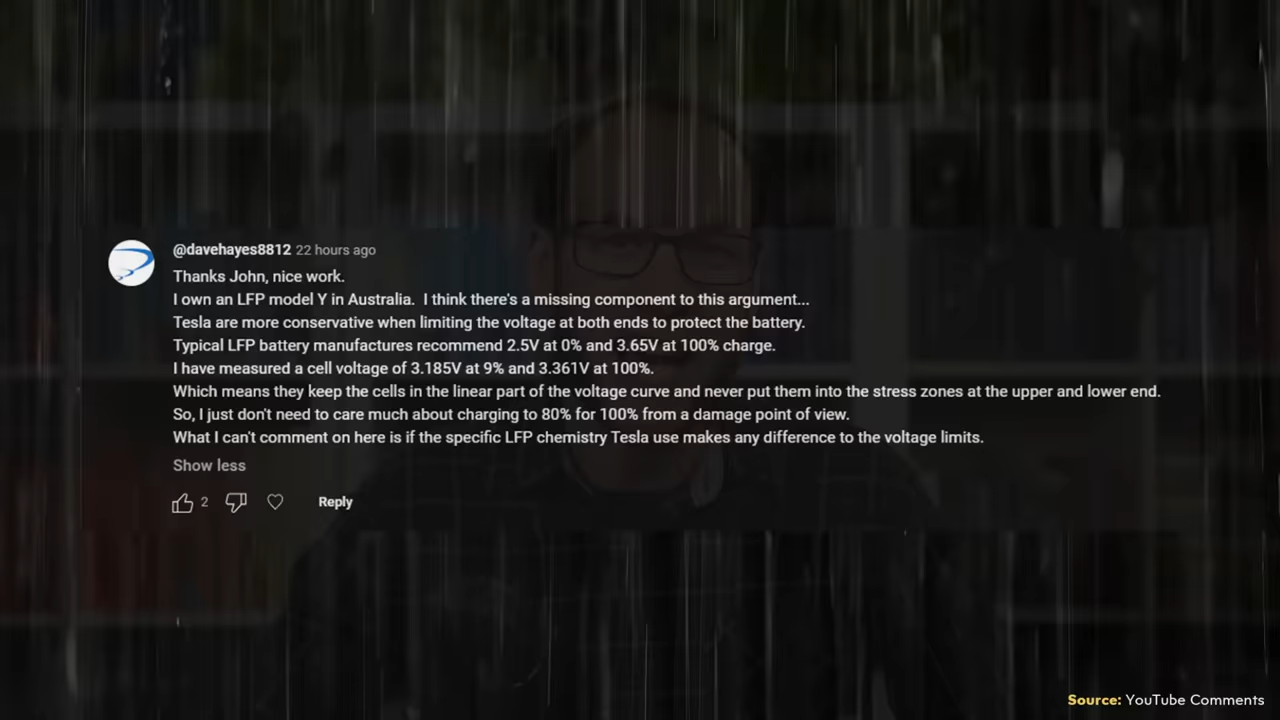 @davehayes8812 22 hours ago
Thanks John, nice work.
I own an LFP model Y in Australia.  I think there's a missing component to this argument...
Tesla are more conservative when limiting the voltage at both ends to protect the battery.
Typical LFP battery manufactures recommend 2.5V at 0% and 3.65V at 100% charge.
I have measured a cell voltage of 3.185V at 9% and 3.361V at 100%.
Which means they keep the cells in the linear part of the voltage curve and never put them into the stress zones at the upper and lower end.
So, I just don't need to care much about charging to 80% for 100% from a damage point of view.
What I can't comment on here is if the specific LFP chemistry Tesla use makes any difference to the voltage limits.
Show less
2 Reply
Source: YouTube Comments